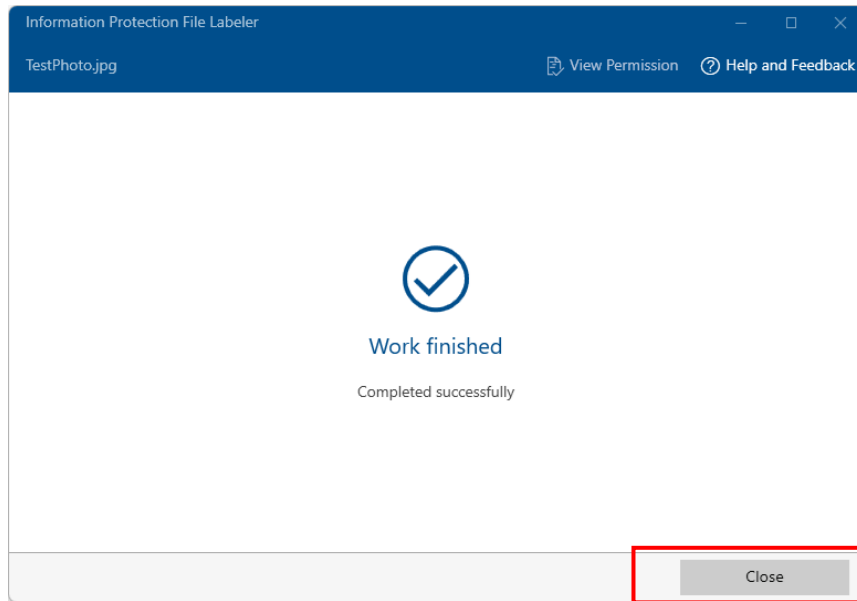 Information Protection File Labeler
TestPhoto.jpg View Permission Help and Feedback
Work finished
Completed successfully
Close